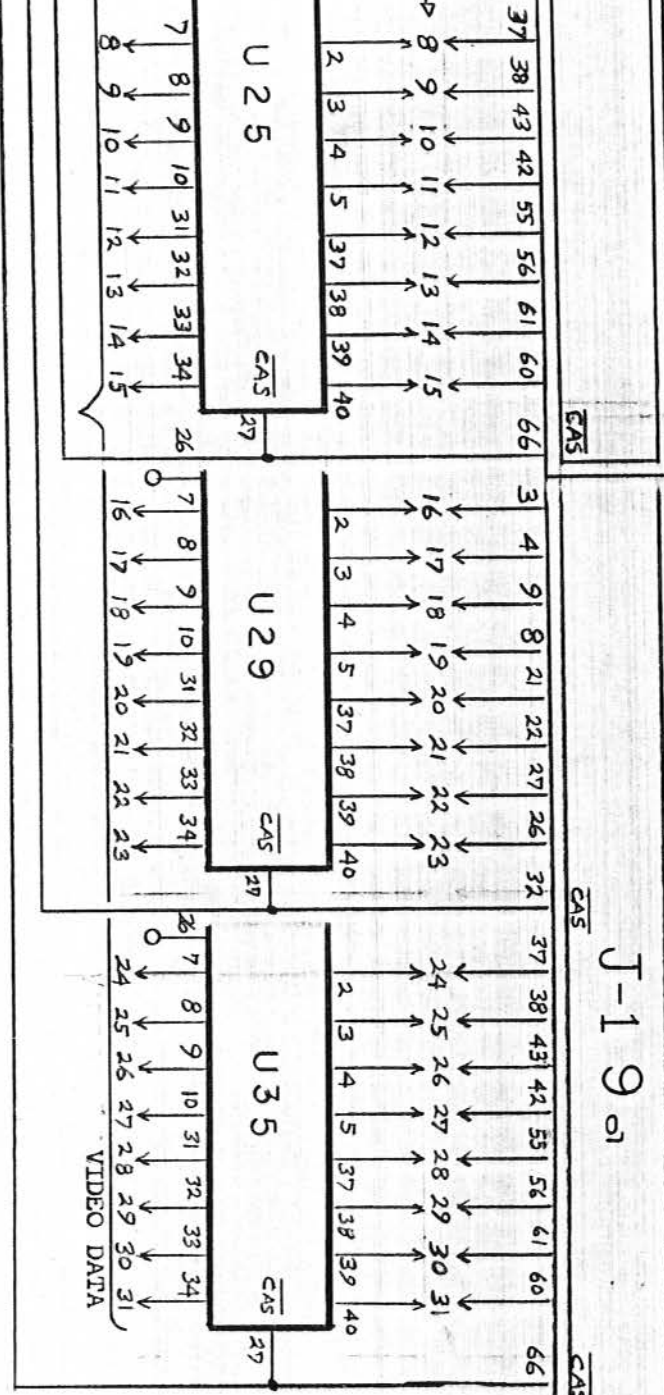 J-19a
C̅A̅S̅ C̅A̅S̅ C̅A̅S̅
37 38 43 42 55 56 61 60 66 3 4 9 8 21 22 27 26 32 37 38 43 42 55 56 61 60 66
8 9 10 11 12 13 14 15 16 17 18 19 20 21 22 23 24 25 26 27 28 29 30 31
2 3 4 5 37 38 39 40 2 3 4 5 37 38 39 40 2 3 4 5 37 38 39 40
U25 C̅A̅S̅ 27 U29 C̅A̅S̅ 27 U35 C̅A̅S̅ 27
7 8 9 10 31 32 33 34 26 7 8 9 10 31 32 33 34 26 7 8 9 10 31 32 33 34
8 9 10 11 12 13 14 15 16 17 18 19 20 21 22 23 24 25 26 27 28 29 30 31
VIDEO DATA